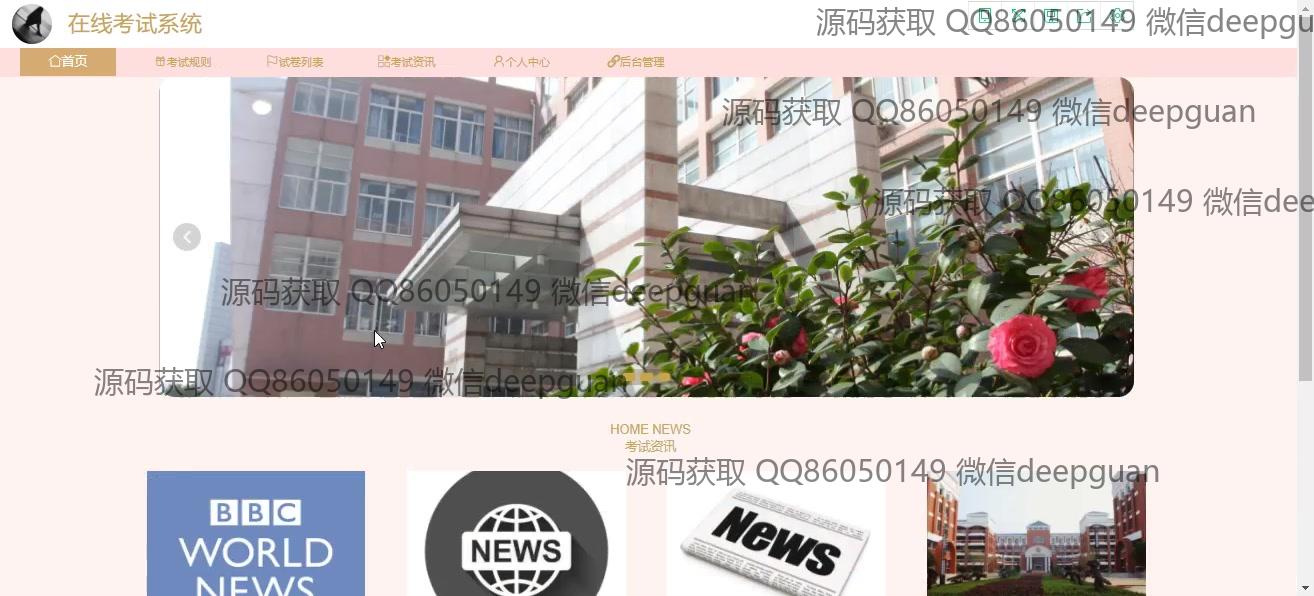 在线考试系统
源码获取 QQ86050149 微信deepgu
首页 考试规则 试卷列表 考试资讯 个人中心 后台管理
源码获取 QQ86050149 微信deepguan
源码获取 QQ86050149 微信dee
源码获取 QQ86050149 微信deepguan
源码获取 QQ86050149 微信deepguan
HOME NEWS
考试资讯
源码获取 QQ86050149 微信deepguan
BBC
WORLD
NEWS
NEWS
News